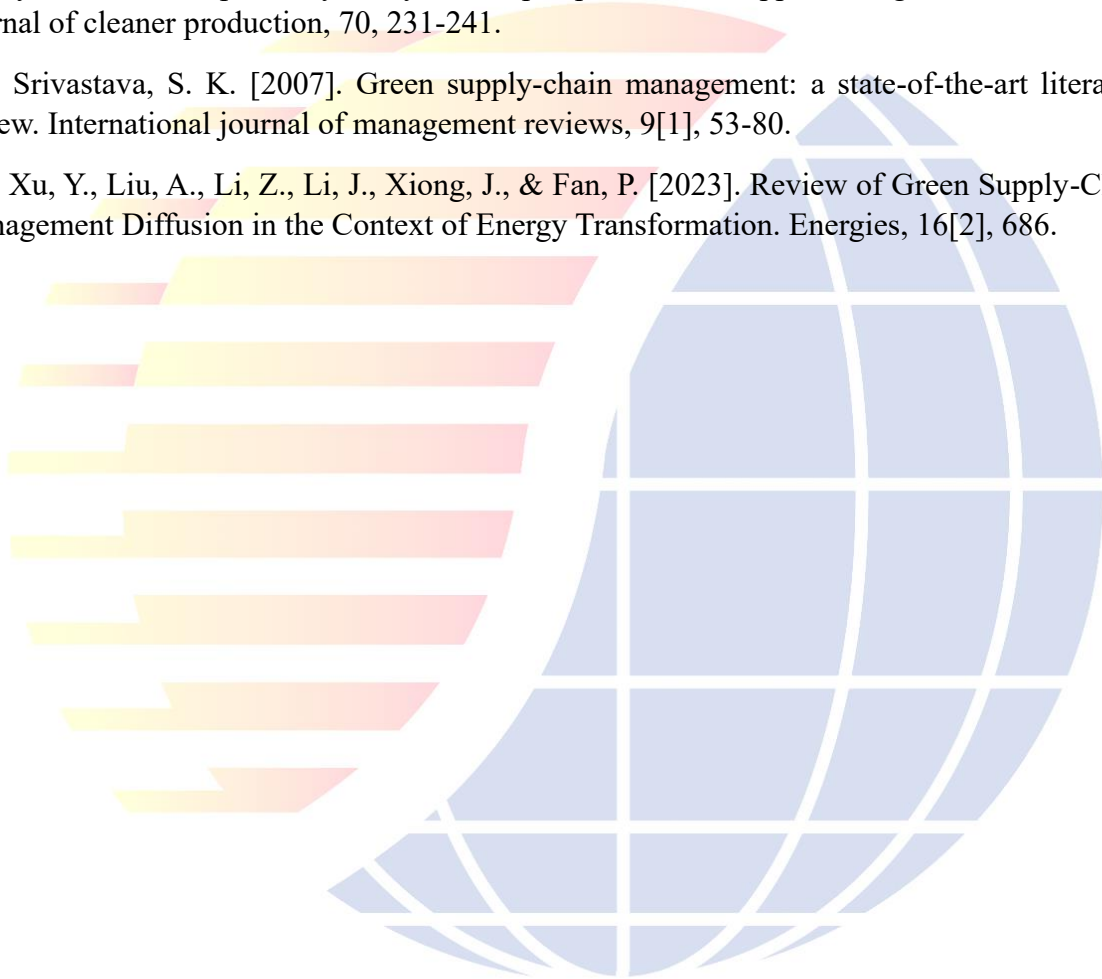 rnal of cleaner production, 70, 231-241.
Srivastava, S. K. [2007]. Green supply-chain management: a state-of-the-art litera
ew. International journal of management reviews, 9[1], 53-80.
Xu, Y., Liu, A., Li, Z., Li, J., Xiong, J., & Fan, P. [2023]. Review of Green Supply-C
nagement Diffusion in the Context of Energy Transformation. Energies, 16[2], 686.